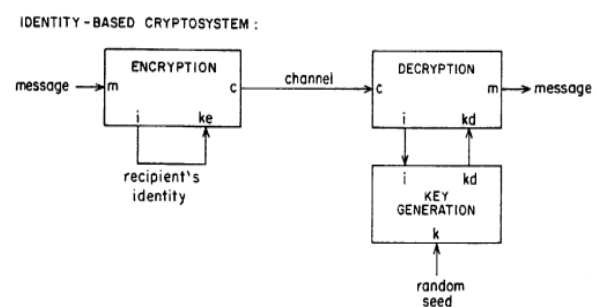 IDENTITY-BASED CRYPTOSYSTEM:
ENCRYPTION
DECRYPTION
message
m
c
channel
c
m
message
i
ke
i
kd
recipient's
identity
i
kd
KEY
GENERATION
k
random
seed